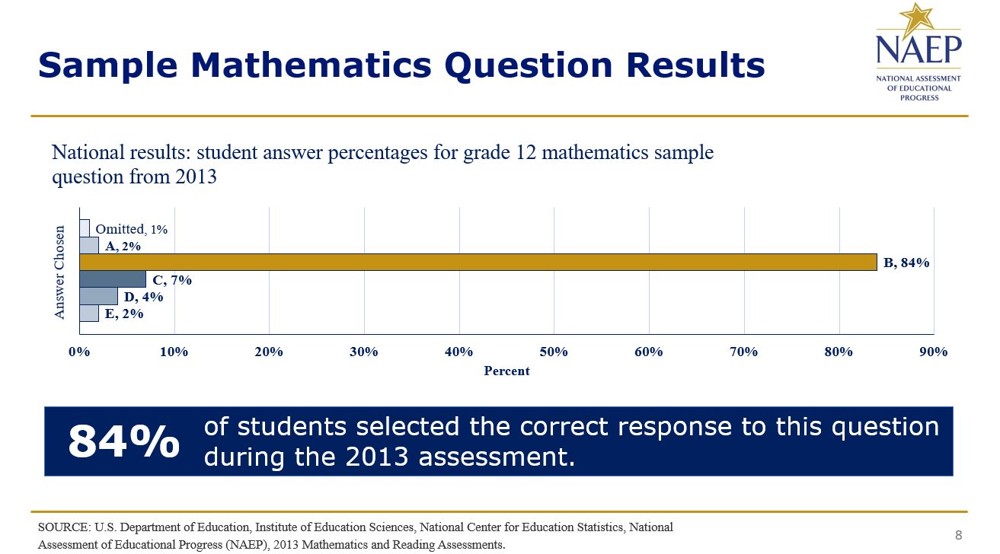 NAEP
NATIONAL ASSESSMENT
OF EDUCATIONAL
PROGRESS
Sample Mathematics Question Results
National results: student answer percentages for grade 12 mathematics sample
question from 2013
Answer Chosen
Omitted, 1%
A, 2%
B, 84%
C, 7%
D, 4%
E, 2%
0% 10% 20% 30% 40% 50% 60% 70% 80% 90%
Percent
84%
of students selected the correct response to this question
during the 2013 assessment.
SOURCE: U.S. Department of Education, Institute of Education Sciences, National Center for Education Statistics, National
Assessment of Educational Progress (NAEP), 2013 Mathematics and Reading Assessments.
8